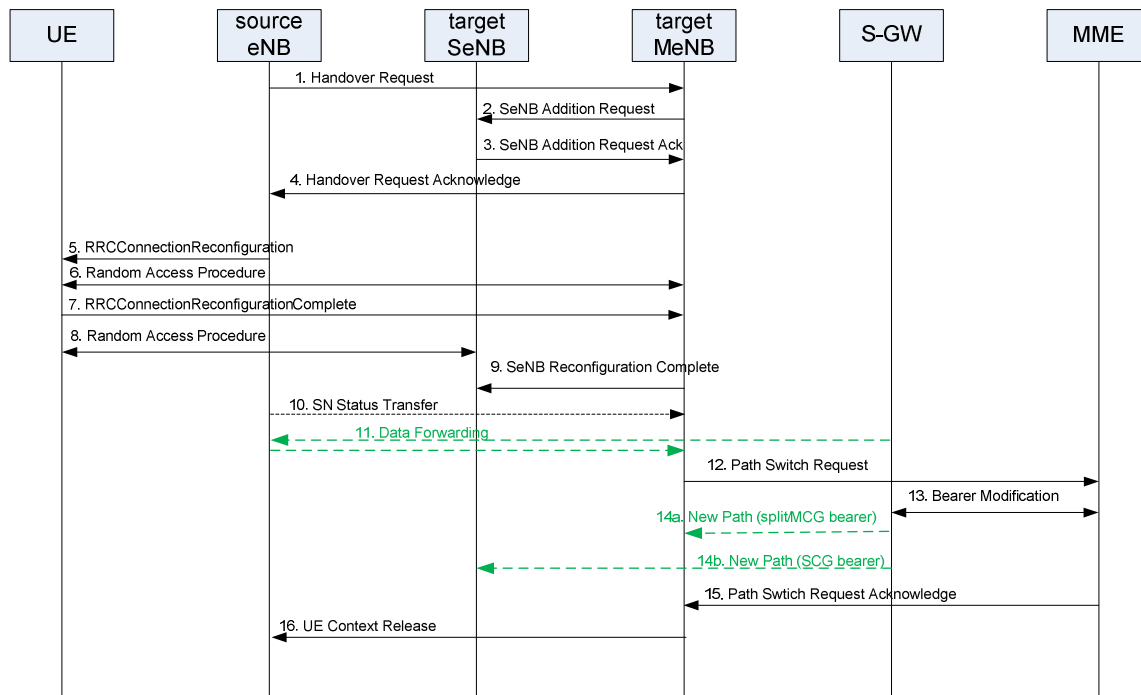 UE
source
eNB
target
SeNB
target
MeNB
S-GW
MME
1. Handover Request
2. SeNB Addition Request
3. SeNB Addition Request Ack
4. Handover Request Acknowledge
5. RRCConnectionReconfiguration
6. Random Access Procedure
7. RRCConnectionReconfigurationComplete
8. Random Access Procedure
9. SeNB Reconfiguration Complete
10. SN Status Transfer
11. Data Forwarding
12. Path Switch Request
13. Bearer Modification
14a. New Path (split/MCG bearer)
14b. New Path (SCG bearer)
15. Path Swtich Request Acknowledge
16. UE Context Release